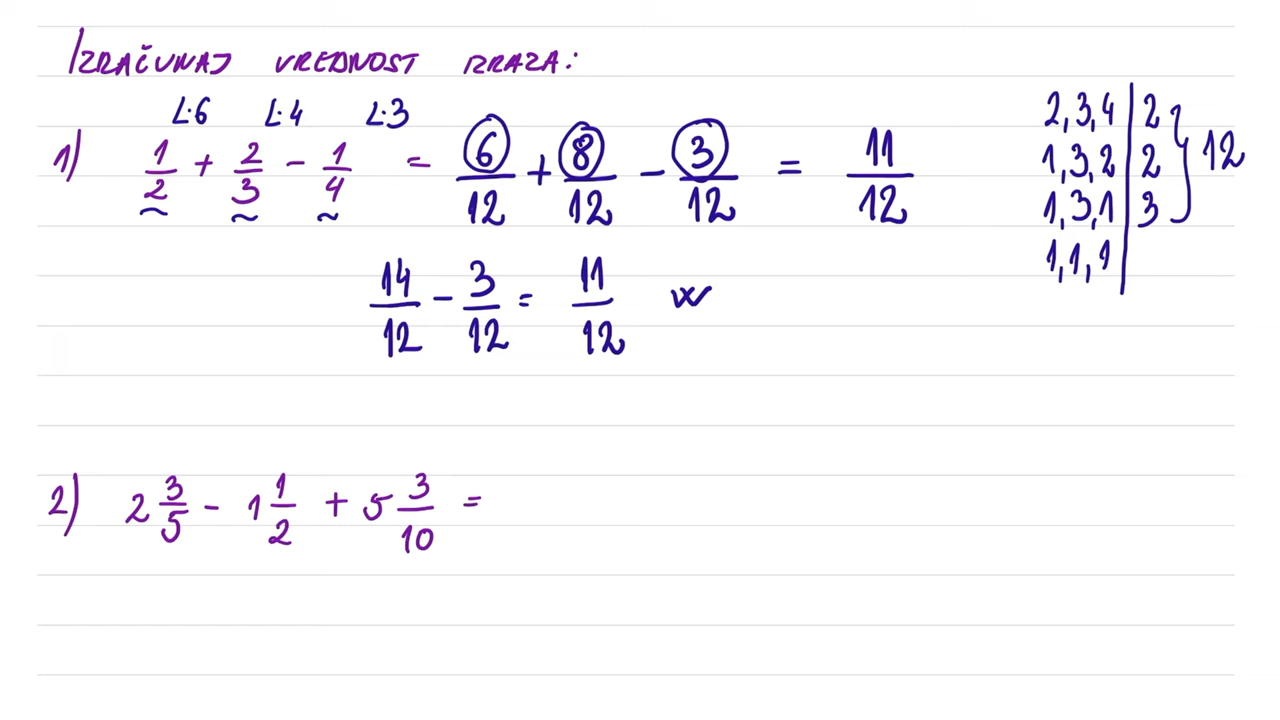 IZRAČUNAJ VREDNOST IZRAZA:
L·6 L·4 L·3
1) 1/2 + 2/3 - 1/4 = 6/12 + 8/12 - 3/12 = 11/12
14/12 - 3/12 = 11/12
2,3,4 | 2
1,3,2 | 2 } 12
1,3,1 | 3
1,1,1 |
2) 2 3/5 - 1 1/2 + 5 3/10 =